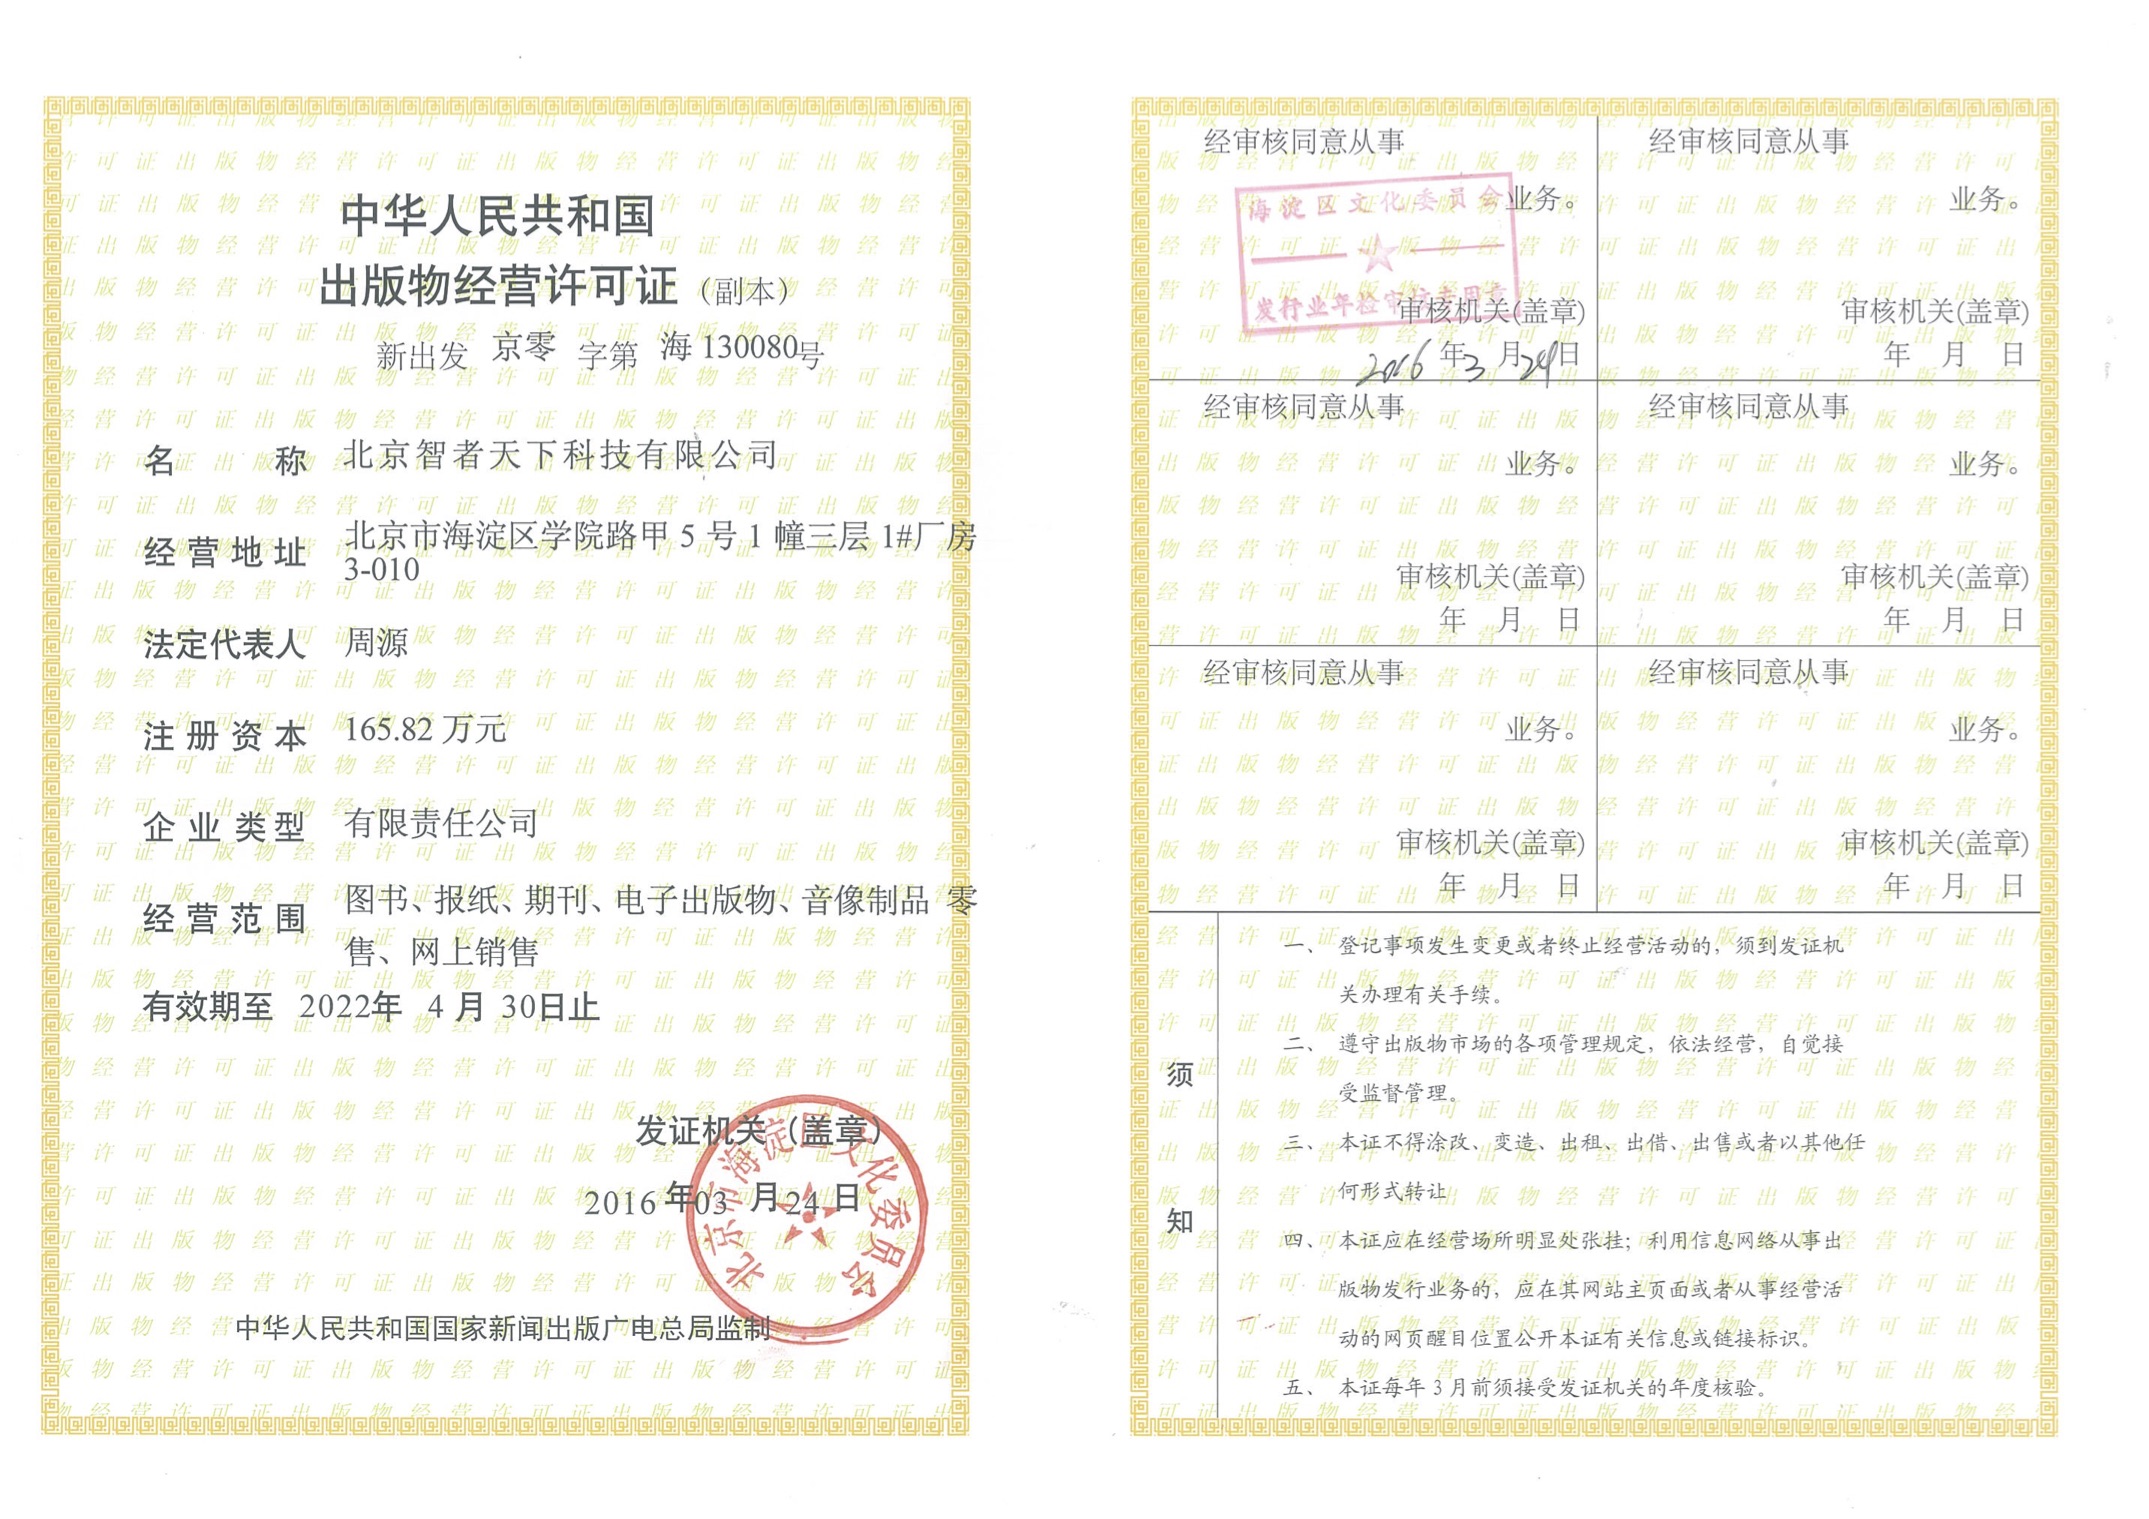 中华人民共和国
出版物经营许可证（副本）
新出发 京零 字第 海130080号
名 称 北京智者天下科技有限公司
经营地址 北京市海淀区学院路甲 5 号 1 幢三层 1#厂房
3-010
法定代表人 周源
注册资本 165.82 万元
企业类型 有限责任公司
经营范围 图书、报纸、期刊、电子出版物、音像制品 零
售、网上销售
有效期至 2022年 4 月 30日止
发证机关（盖章）
北京市海淀区文化委员会
2016 年03 月24 日
中华人民共和国国家新闻出版广电总局监制
经审核同意从事
业务。
海淀区文化委员会
发行业年检审核专用章
审核机关(盖章)
2016 年3 月24日
经审核同意从事
业务。
审核机关(盖章)
年 月 日
经审核同意从事
业务。
审核机关(盖章)
年 月 日
经审核同意从事
业务。
审核机关(盖章)
年 月 日
经审核同意从事
业务。
审核机关(盖章)
年 月 日
经审核同意从事
业务。
审核机关(盖章)
年 月 日
须知
一、登记事项发生变更或者终止经营活动的，须到发证机
关办理有关手续。
二、遵守出版物市场的各项管理规定，依法经营，自觉接
受监督管理。
三、本证不得涂改、变造、出租、出借、出售或者以其他任
何形式转让
四、本证应在经营场所明显处张挂；利用信息网络从事出
版物发行业务的，应在其网站主页面或者从事经营活
动的网页醒目位置公开本证有关信息或链接标识。
五、本证每年 3 月前须接受发证机关的年度核验。